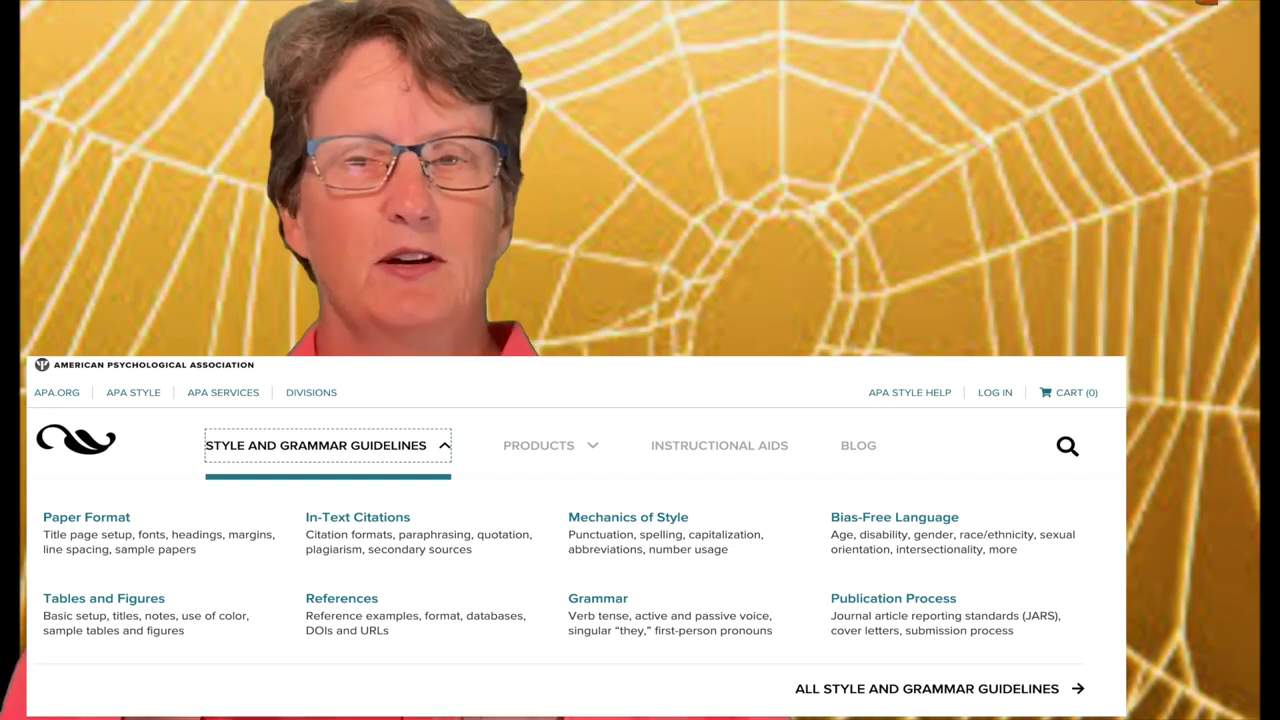 AMERICAN PSYCHOLOGICAL ASSOCIATION
APA.ORG APA STYLE APA SERVICES DIVISIONS APA STYLE HELP LOG IN CART (0)
STYLE AND GRAMMAR GUIDELINES PRODUCTS INSTRUCTIONAL AIDS BLOG
Paper Format
Title page setup, fonts, headings, margins,
line spacing, sample papers
In-Text Citations
Citation formats, paraphrasing, quotation,
plagiarism, secondary sources
Mechanics of Style
Punctuation, spelling, capitalization,
abbreviations, number usage
Bias-Free Language
Age, disability, gender, race/ethnicity, sexual
orientation, intersectionality, more
Tables and Figures
Basic setup, titles, notes, use of color,
sample tables and figures
References
Reference examples, format, databases,
DOIs and URLs
Grammar
Verb tense, active and passive voice,
singular “they,” first-person pronouns
Publication Process
Journal article reporting standards (JARS),
cover letters, submission process
ALL STYLE AND GRAMMAR GUIDELINES